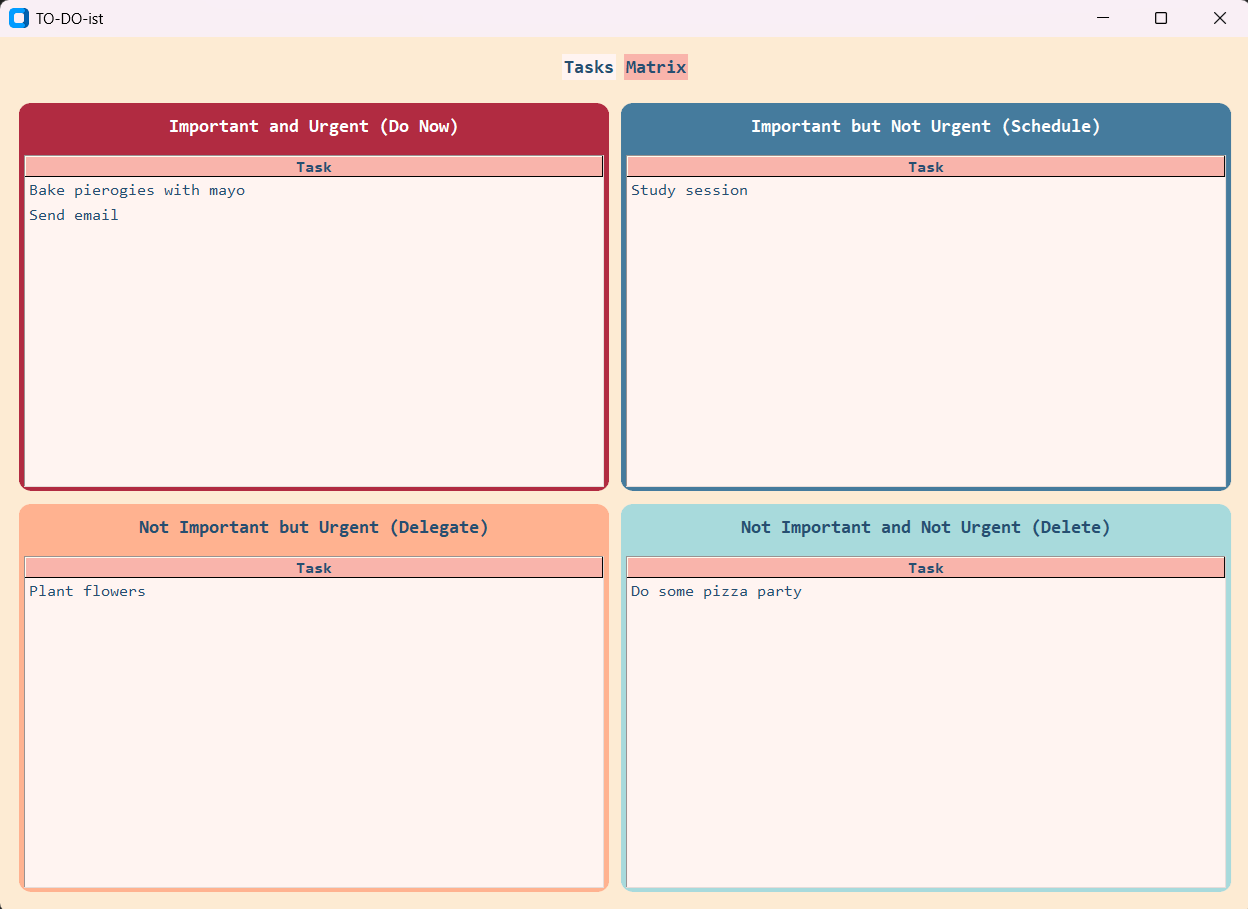 TO-DO-ist
Tasks Matrix
Important and Urgent (Do Now)
Task
Bake pierogies with mayo
Send email
Important but Not Urgent (Schedule)
Task
Study session
Not Important but Urgent (Delegate)
Task
Plant flowers
Not Important and Not Urgent (Delete)
Task
Do some pizza party